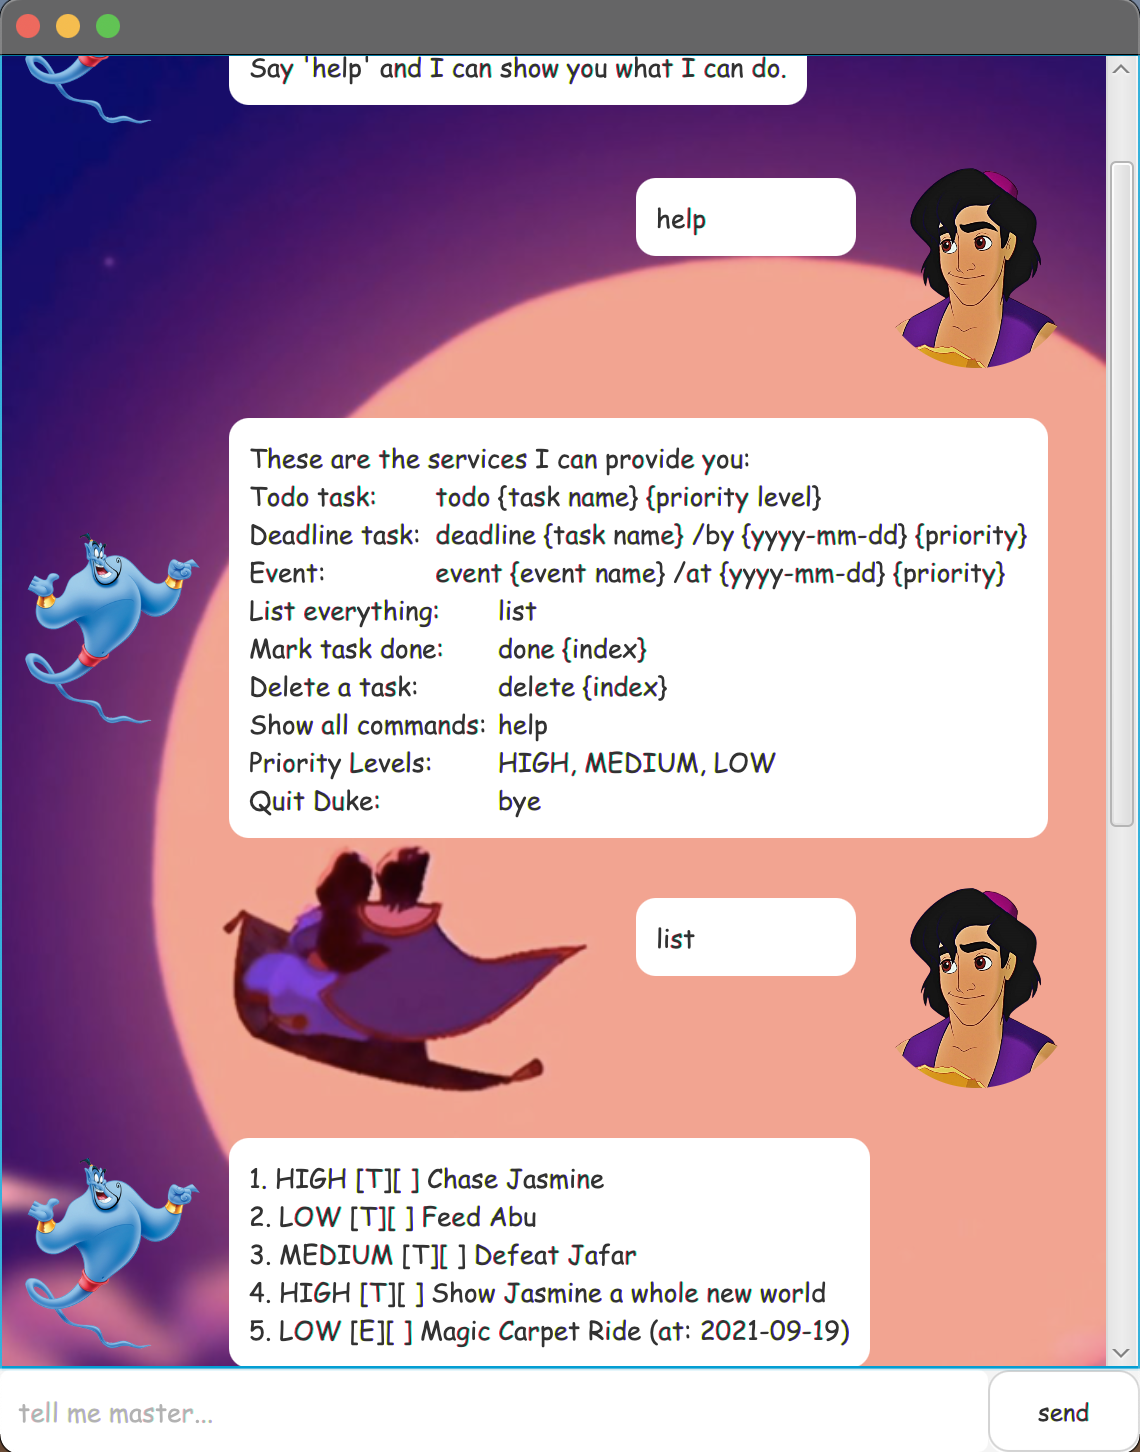 Say 'help' and I can show you what I can do.
help
These are the services I can provide you:
Todo task: todo {task name} {priority level}
Deadline task: deadline {task name} /by {yyyy-mm-dd} {priority}
Event: event {event name} /at {yyyy-mm-dd} {priority}
List everything: list
Mark task done: done {index}
Delete a task: delete {index}
Show all commands: help
Priority Levels: HIGH, MEDIUM, LOW
Quit Duke: bye
list
1. HIGH [T][ ] Chase Jasmine
2. LOW [T][ ] Feed Abu
3. MEDIUM [T][ ] Defeat Jafar
4. HIGH [T][ ] Show Jasmine a whole new world
5. LOW [E][ ] Magic Carpet Ride (at: 2021-09-19)
tell me master...
send